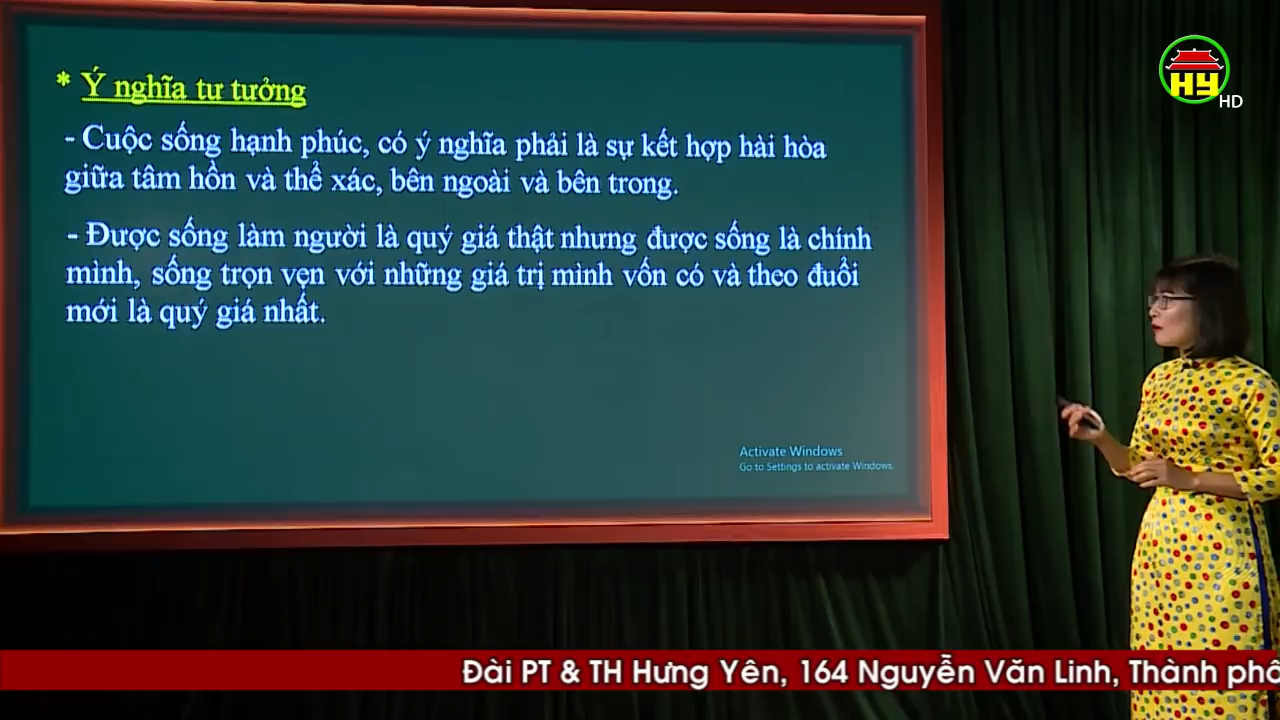 * Ý nghĩa tư tưởng
- Cuộc sống hạnh phúc, có ý nghĩa phải là sự kết hợp hài hòa
giữa tâm hồn và thể xác, bên ngoài và bên trong.
- Được sống làm người là quý giá thật nhưng được sống là chính
mình, sống trọn vẹn với những giá trị mình vốn có và theo đuổi
mới là quý giá nhất.
Activate Windows
Go to Settings to activate Windows.
HY
HD
Đài PT & TH Hưng Yên, 164 Nguyễn Văn Linh, Thành phố